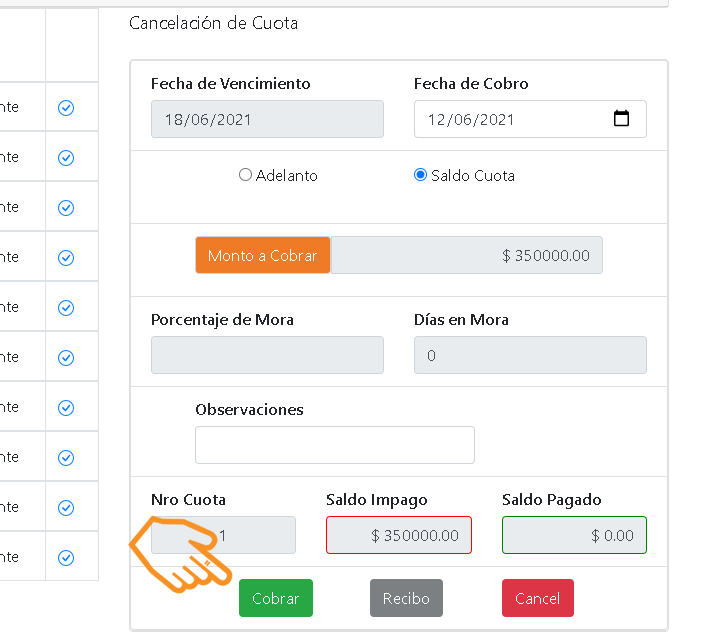 Cancelación de Cuota
Fecha de Vencimiento Fecha de Cobro
18/06/2021 12/06/2021
Adelanto Saldo Cuota
Monto a Cobrar $ 350000.00
Porcentaje de Mora Días en Mora
0
Observaciones
Nro Cuota Saldo Impago Saldo Pagado
1 $ 350000.00 $ 0.00
Cobrar Recibo Cancel
nte
nte
nte
nte
nte
nte
nte
nte
nte
nte